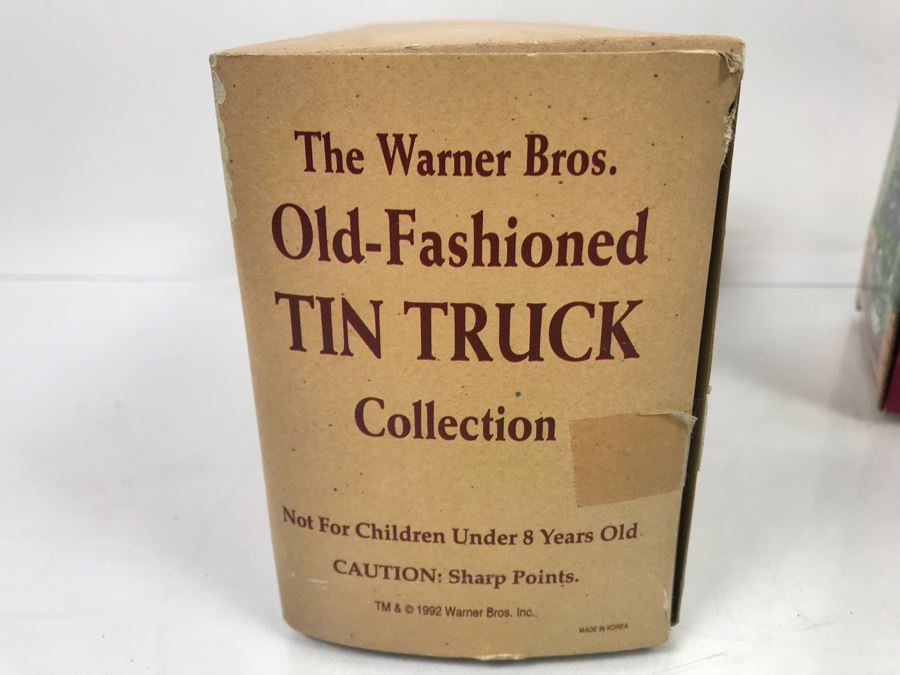 The Warner Bros.
Old-Fashioned
TIN TRUCK
Collection
Not For Children Under 8 Years Old
CAUTION: Sharp Points.
TM & © 1992 Warner Bros. Inc..
MADE IN KOREA